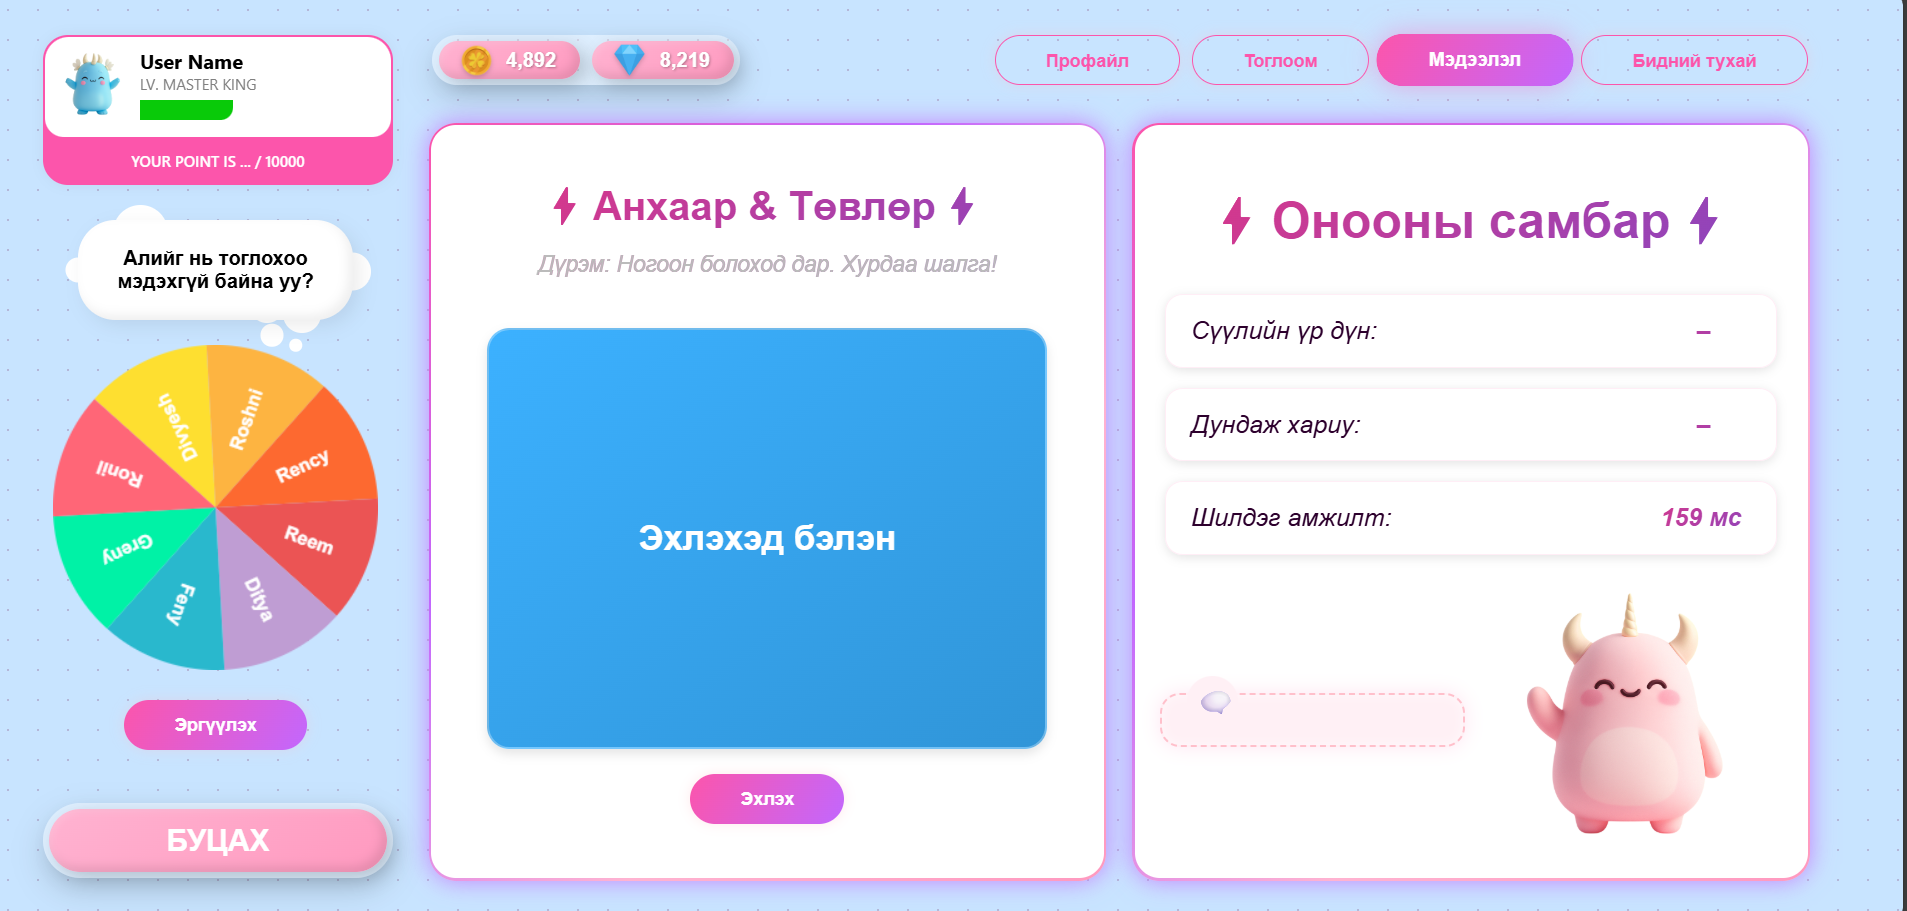 User Name
LV. MASTER KING
YOUR POINT IS ... / 10000
4,892
8,219
Профайл
Тоглоом
Мэдээлэл
Бидний тухай
Алийг нь тоглохоо
мэдэхгүй байна уу?
Roshni
Rency
Reem
Ditya
Feny
Greny
Ronil
Divyesh
Эргүүлэх
БУЦАХ
Анхаар & Төвлөр
Дүрэм: Ногоон болоход дар. Хурдаа шалга!
Эхлэхэд бэлэн
Эхлэх
Онооны самбар
Сүүлийн үр дүн: –
Дундаж хариу: –
Шилдэг амжилт: 159 мс